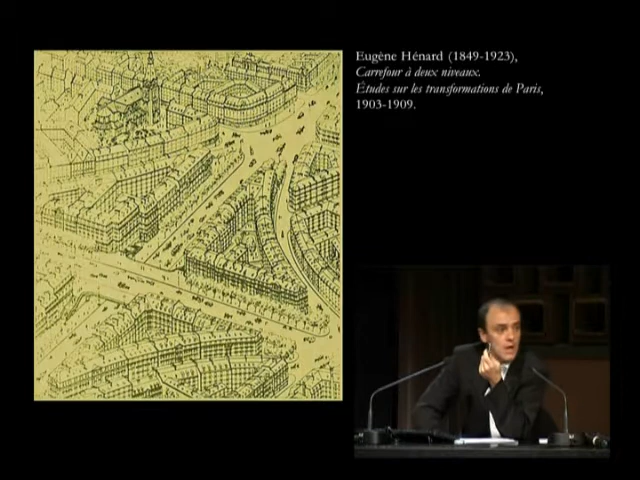 Eugène Hénard (1849-1923),
Carrefour à deux niveaux.
Études sur les transformations de Paris,
1903-1909.